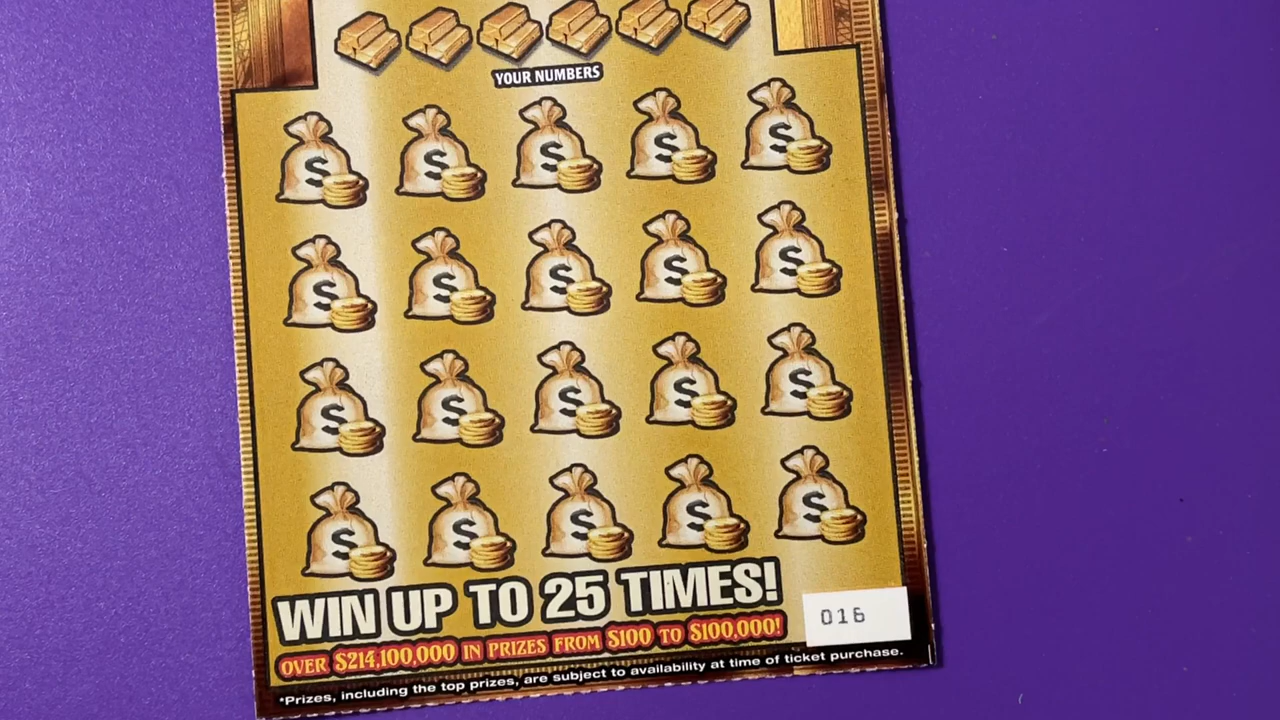 YOUR NUMBERS
$ $ $ $ $
$ $ $ $ $
$ $ $ $ $
$ $ $ $ $
WIN UP TO 25 TIMES!
OVER $214,100,000 IN PRIZES FROM $100 TO $100,000!
016
*Prizes, including the top prizes, are subject to availability at time of ticket purchase.